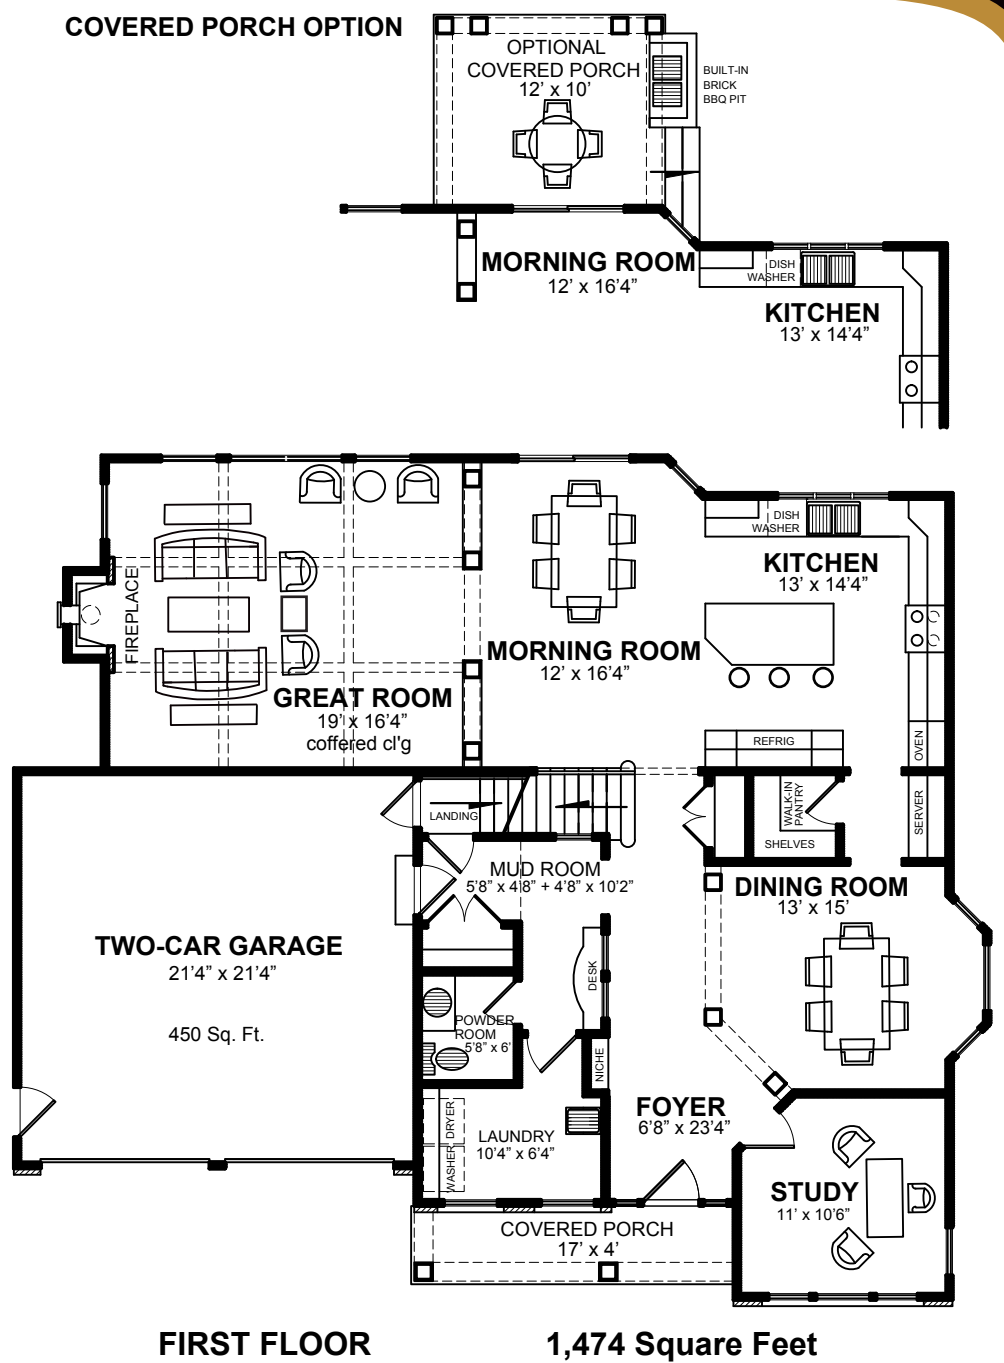 COVERED PORCH OPTION
OPTIONAL
COVERED PORCH
12’ x 10’
BUILT-IN
BRICK
BBQ PIT
MORNING ROOM
12’ x 16’4”
DISH
WASHER
KITCHEN
13’ x 14’4”
DISH
WASHER
KITCHEN
13’ x 14’4”
FIREPLACE
MORNING ROOM
12’ x 16’4”
GREAT ROOM
19’ x 16’4”
coffered cl'g
REFRIG
OVEN
LANDING
WALK-IN
PANTRY
SHELVES
SERVER
MUD ROOM
5’8” x 4’8” + 4’8” x 10’2”
DINING ROOM
13’ x 15’
TWO-CAR GARAGE
21’4” x 21’4”
450 Sq. Ft.
DESK
POWDER
ROOM
5’8” x 6’
NICHE
FOYER
6’8” x 23’4”
DRYER
WASHER
LAUNDRY
10’4” x 6’4”
STUDY
11’ x 10’6”
COVERED PORCH
17’ x 4’
FIRST FLOOR
1,474 Square Feet